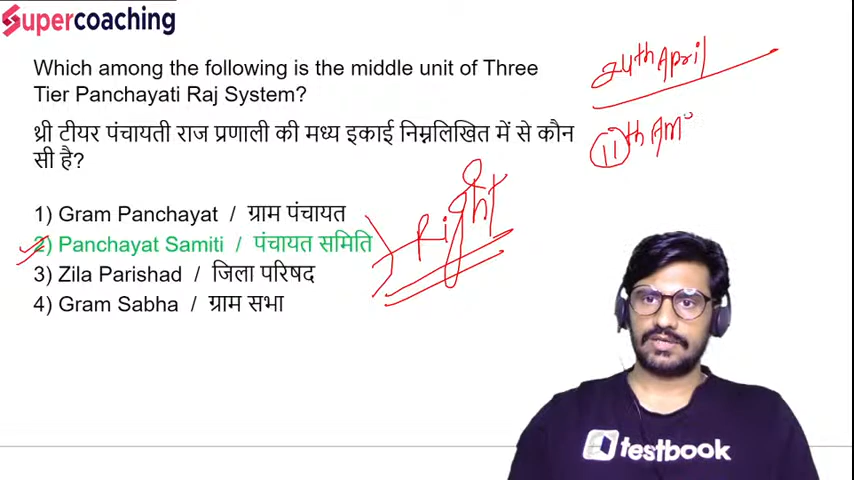 Supercoaching
Which among the following is the middle unit of Three
Tier Panchayati Raj System?
थ्री टीयर पंचायती राज प्रणाली की मध्य इकाई निम्नलिखित में से कौन
सी है?
1) Gram Panchayat / ग्राम पंचायत
2) Panchayat Samiti / पंचायत समिति
3) Zila Parishad / जिला परिषद
4) Gram Sabha / ग्राम सभा
24th April
11th Am
Right
testbook